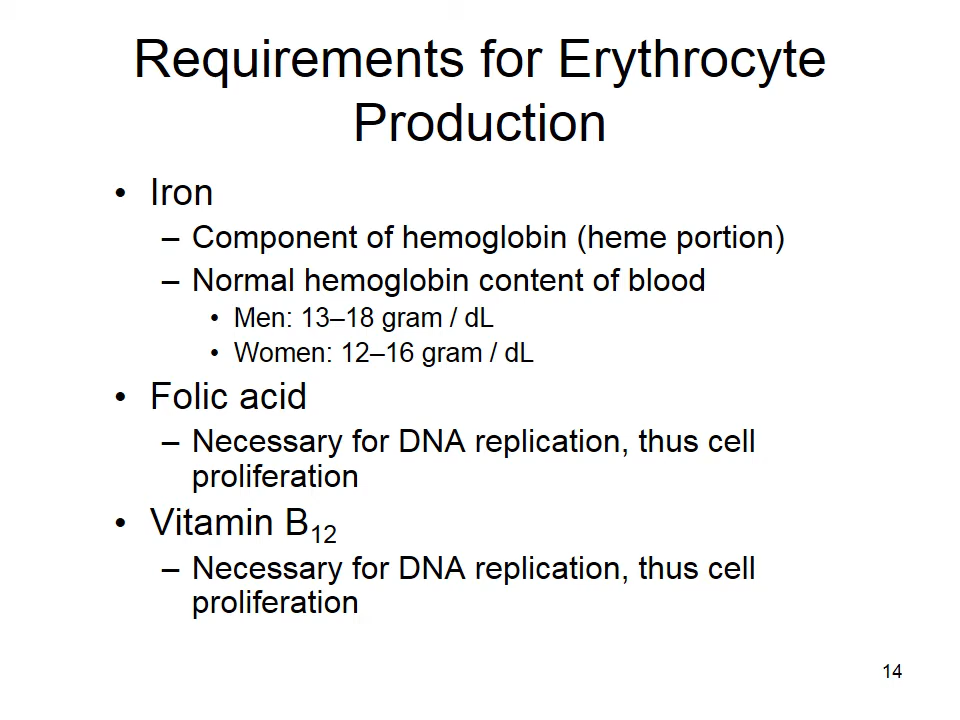 Requirements for Erythrocyte
Production
• Iron
– Component of hemoglobin (heme portion)
– Normal hemoglobin content of blood
• Men: 13–18 gram / dL
• Women: 12–16 gram / dL
• Folic acid
– Necessary for DNA replication, thus cell
proliferation
• Vitamin B₁₂
– Necessary for DNA replication, thus cell
proliferation
14